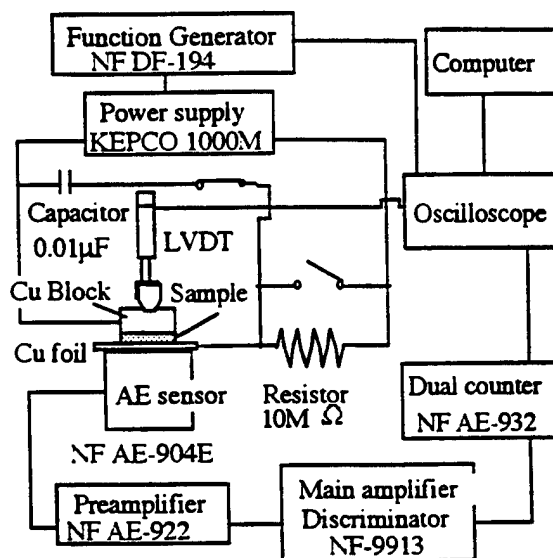 Function Generator
NF DF-194
Computer
Power supply
KEPCO 1000M
Capacitor
0.01μF
LVDT
Oscilloscope
Cu Block
Sample
Cu foil
AE sensor
Resistor
10M Ω
Dual counter
NF AE-932
NF AE-904E
Preamplifier
NF AE-922
Main amplifier
Discriminator
NF-9913